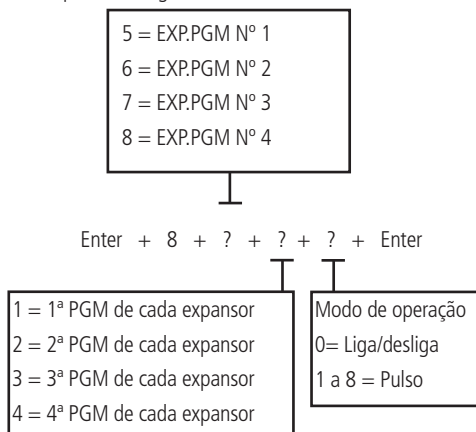 5 = EXP.PGM Nº 1
6 = EXP.PGM Nº 2
7 = EXP.PGM Nº 3
8 = EXP.PGM Nº 4
Enter + 8 + ? + ? + ? + Enter
1 = 1ª PGM de cada expansor
2 = 2ª PGM de cada expansor
3 = 3ª PGM de cada expansor
4 = 4ª PGM de cada expansor
Modo de operação
0= Liga/desliga
1 a 8 = Pulso